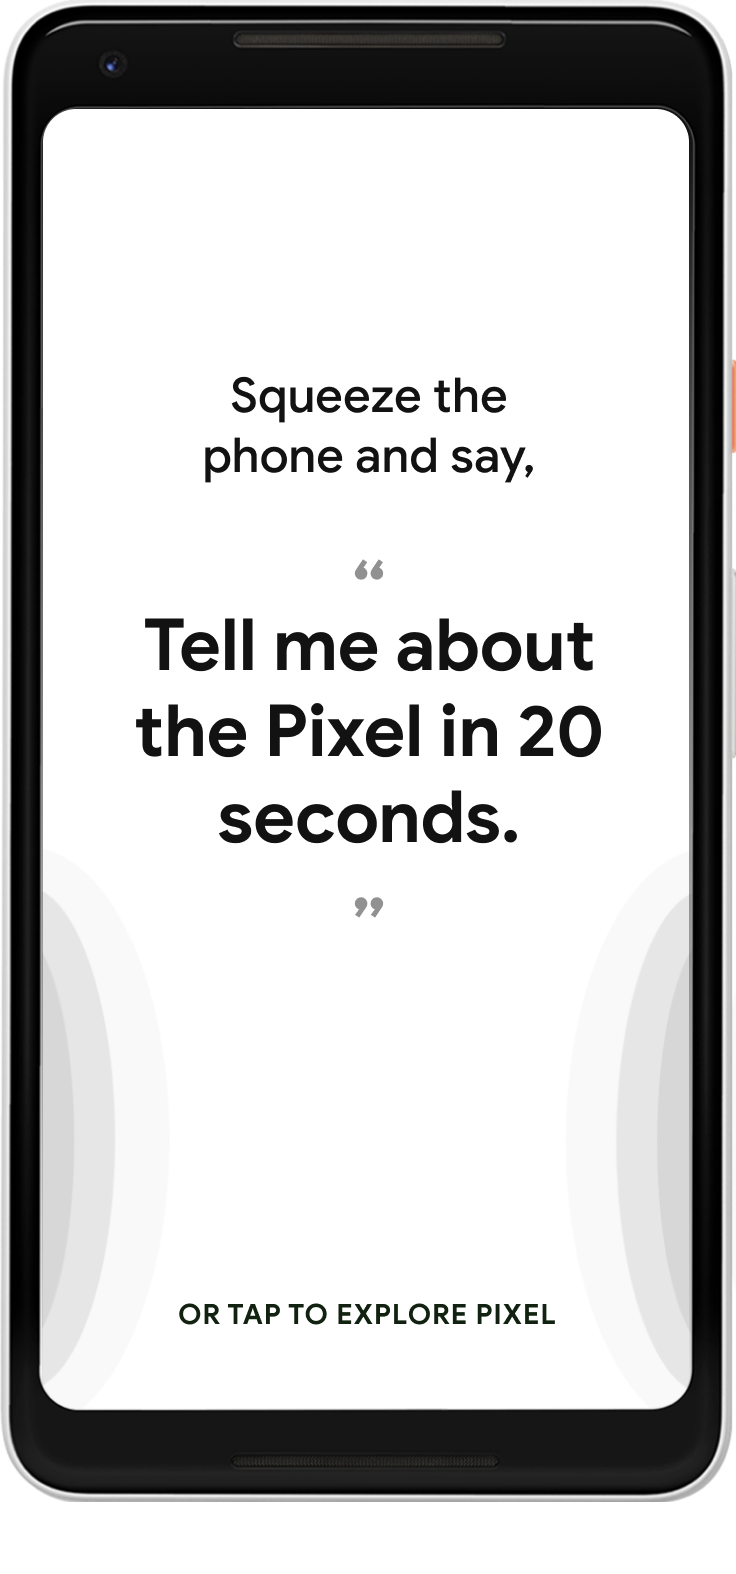 Squeeze the
phone and say,
“
Tell me about
the Pixel in 20
seconds.
”
OR TAP TO EXPLORE PIXEL